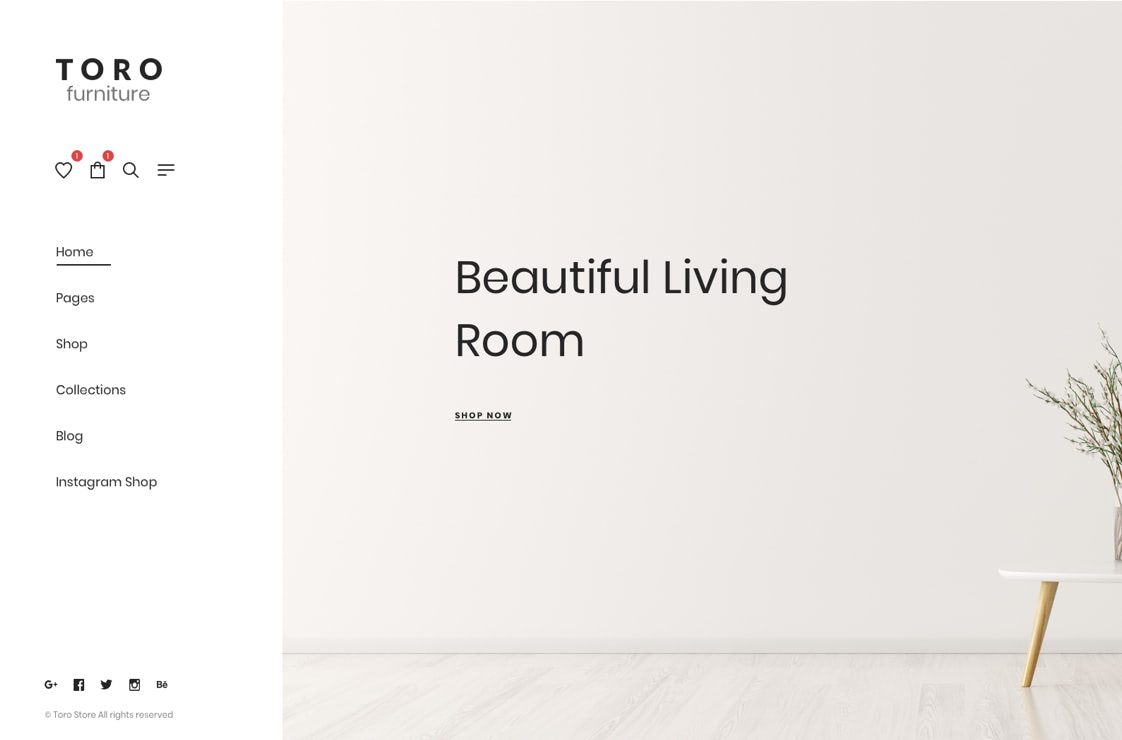 TORO
furniture
1
1
Home
Pages
Shop
Collections
Blog
Instagram Shop
Beautiful Living
Room
SHOP NOW
G+
Bē
© Toro Store All rights reserved